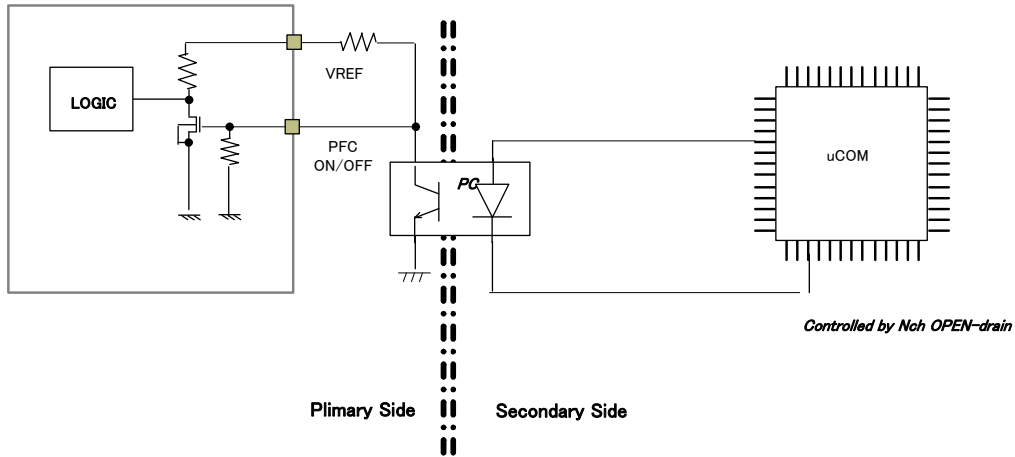 VREF
LOGIC
PFC
ON/OFF
PC
uCOM
Controlled by Nch OPEN-drain
Plimary Side
Secondary Side